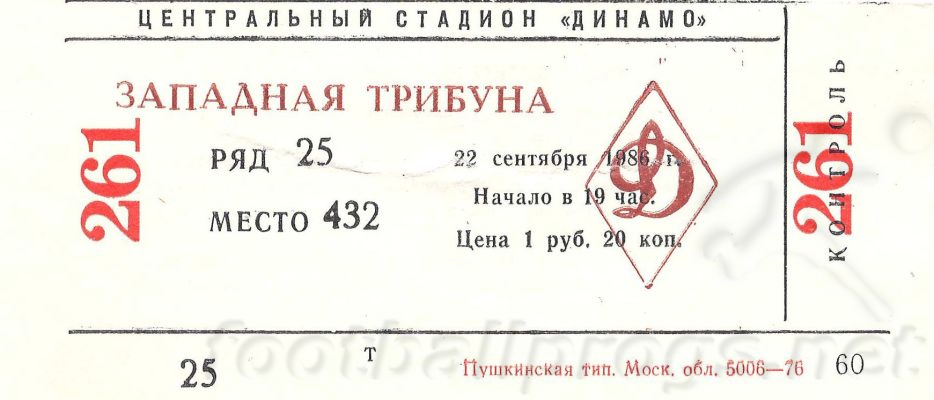 ЦЕНТРАЛЬНЫЙ СТАДИОН «ДИНАМО»
ЗАПАДНАЯ ТРИБУНА
261
РЯД 25
МЕСТО 432
22 сентября 1986 г.
Начало в 19 час.
Цена 1 руб. 20 коп.
Д
261
КОНТРОЛЬ
25
Т
Пушкинская тип. Моск. обл. 5006—76
60
footballprogs.net